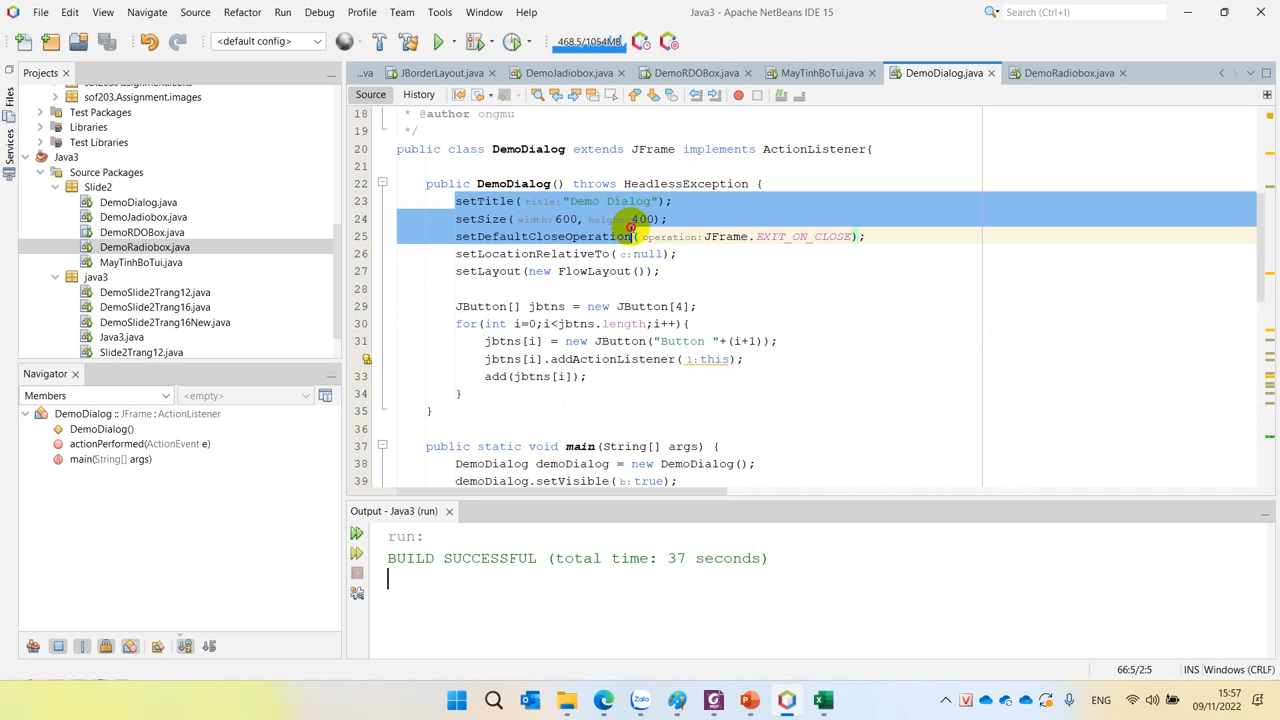 File Edit View Navigate Source Refactor Run Debug Profile Team Tools Window Help
Java3 - Apache NetBeans IDE 15
Search (Ctrl+I)
<default config>
468.5/1054MB
Projects
Files
Services
Test Packages
Libraries
Test Libraries
Java3
Source Packages
Slide2
DemoDialog.java
DemoJadiobox.java
DemoRDOBox.java
DemoRadiobox.java
MayTinhBoTui.java
java3
DemoSlide2Trang12.java
DemoSlide2Trang16.java
DemoSlide2Trang16New.java
Java3.java
Slide2Trang12.java
Navigator
Members
<empty>
DemoDialog :: JFrame : ActionListener
DemoDialog()
actionPerformed(ActionEvent e)
main(String[] args)
...va JBorderLayout.java DemoJadiobox.java DemoRDOBox.java MayTinhBoTui.java DemoDialog.java DemoRadiobox.java
Source History
18 * @author ongmu
19 */
20 public class DemoDialog extends JFrame implements ActionListener{
21
22 public DemoDialog() throws HeadlessException {
23 setTitle( title: "Demo Dialog");
24 setSize( width: 600, height: 400);
25 setDefaultCloseOperation( operation: JFrame.EXIT_ON_CLOSE);
26 setLocationRelativeTo( c: null);
27 setLayout(new FlowLayout());
28
29 JButton[] jbtns = new JButton[4];
30 for(int i=0;i<jbtns.length;i++){
31 jbtns[i] = new JButton("Button "+(i+1));
jbtns[i].addActionListener( l: this);
33 add(jbtns[i]);
34 }
35 }
36
37 public static void main(String[] args) {
38 DemoDialog demoDialog = new DemoDialog();
39 demoDialog.setVisible( b: true);
Output - Java3 (run)
run:
BUILD SUCCESSFUL (total time: 37 seconds)
66:5/2:5 INS Windows (CRLF)
Zalo
PDF
ENG
15:57
09/11/2022